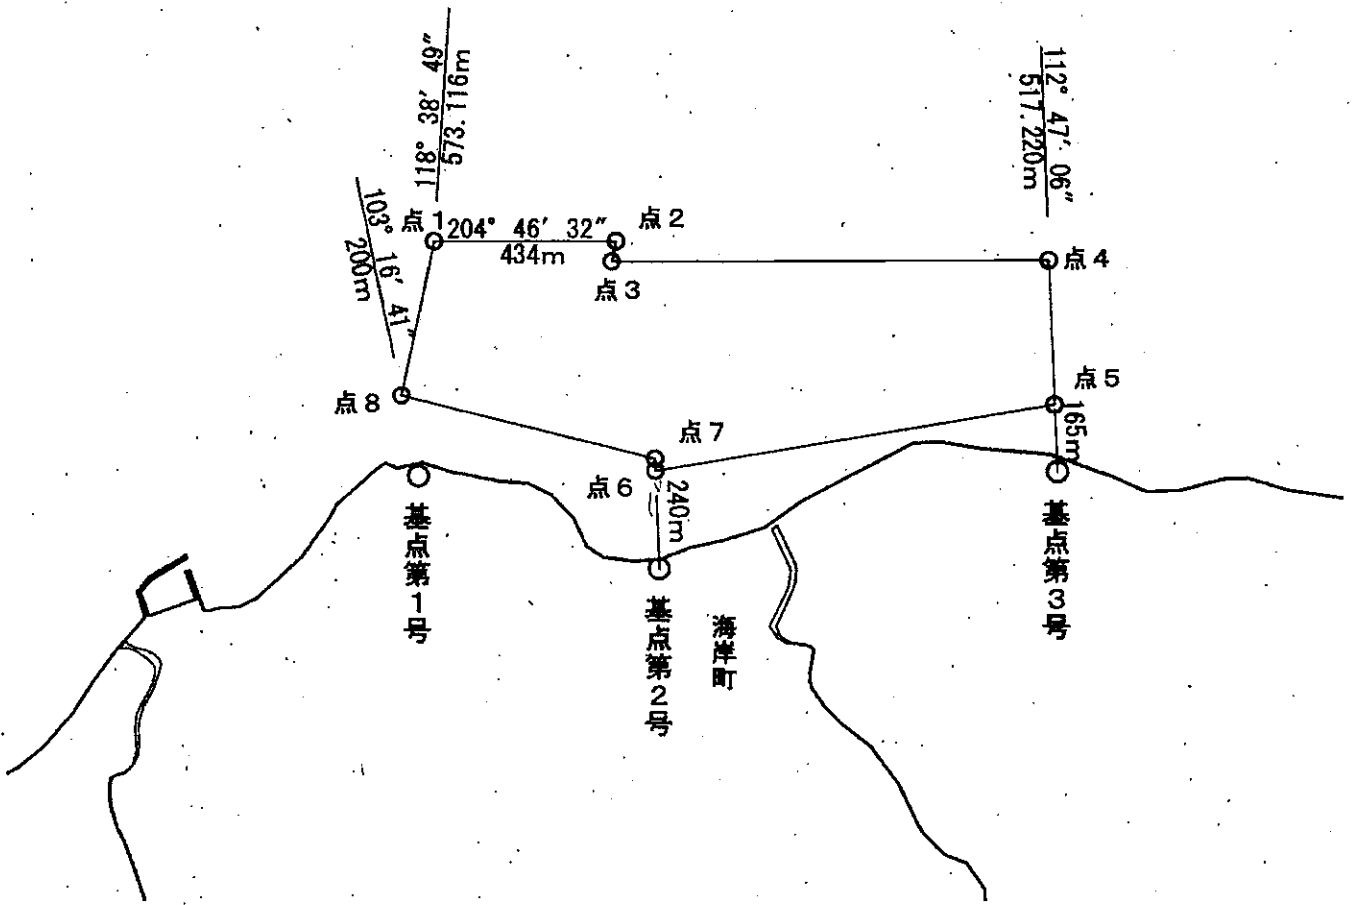 118° 38′ 49″
573.116m
112° 47′ 06″
517.220m
103° 16′ 41″
200m
点1
204° 46′ 32″
434m
点2
点3
点4
点5
165m
点8
点7
点6
240m
基点第1号
基点第2号
海岸町
基点第3号